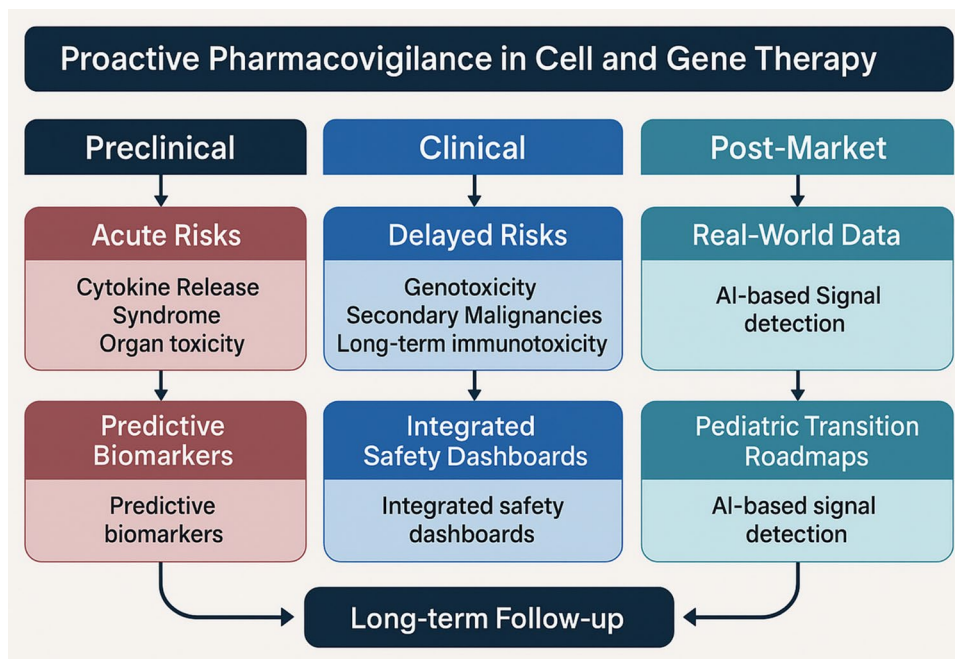 Proactive Pharmacovigilance in Cell and Gene Therapy
Preclinical
Acute Risks
Cytokine Release
Syndrome
Organ toxicity
Predictive
Biomarkers
Predictive
biomarkers
Clinical
Delayed Risks
Genotoxicity
Secondary Malignancies
Long-term immunotoxicity
Integrated
Safety Dashboards
Integrated safety
dashboards
Post-Market
Real-World Data
AI-based Signal
detection
Pediatric Transition
Roadmaps
AI-based signal
detection
Long-term Follow-up